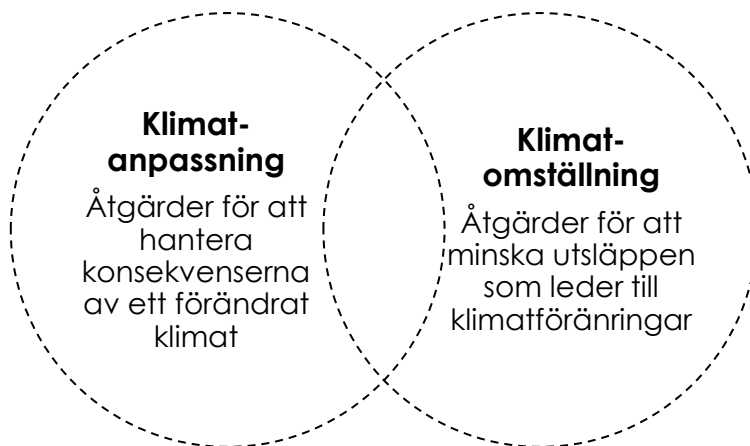 Klimat-
anpassning
Åtgärder för att
hantera
konsekvenserna
av ett förändrat
klimat
Klimat-
omställning
Åtgärder för att
minska utsläppen
som leder till
klimatföränringar